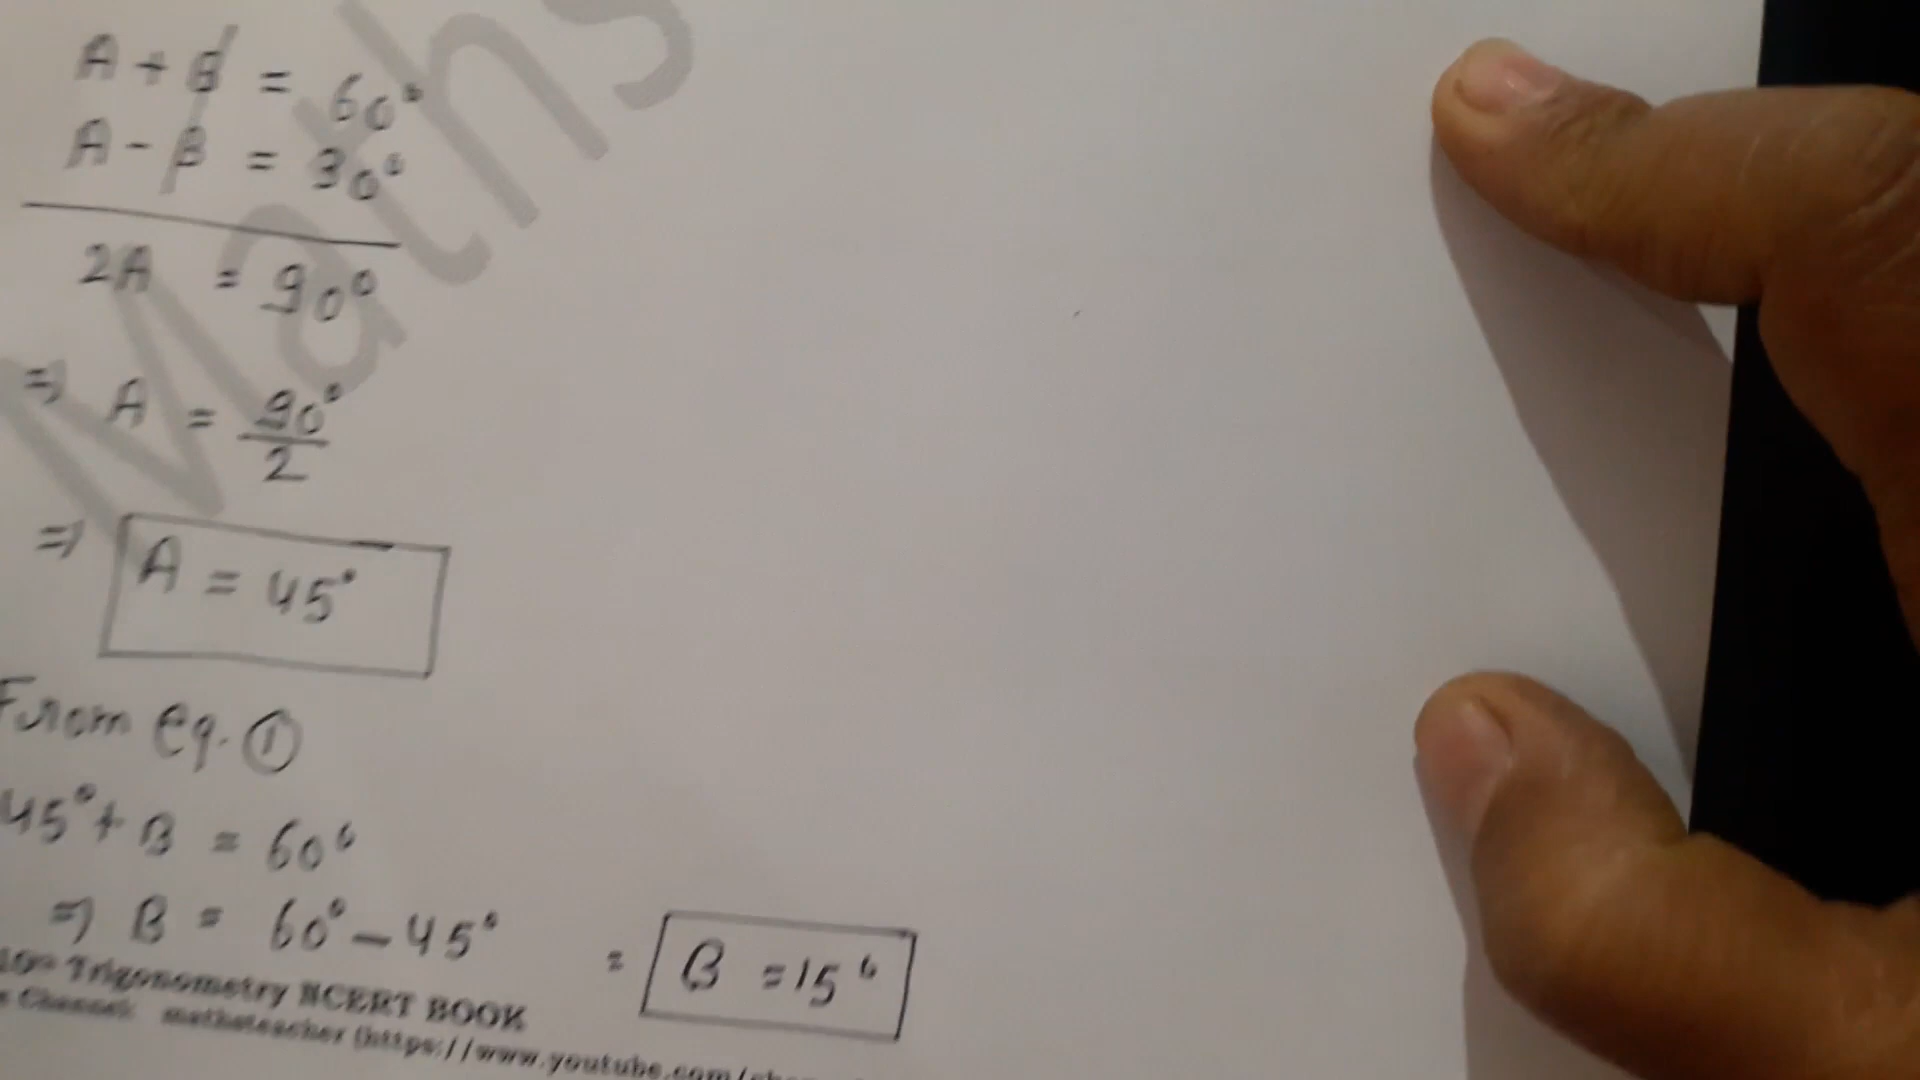 A + B = 60°
A - B = 30°
2A = 90°
⇒ A = 90°/2
⇒ A = 45°
From eq. ①
45° + B = 60°
⇒ B = 60° - 45° = B = 15°
Trigonometry NCERT BOOK
Channel: mathsteacher (https://www.youtube.com/
Maths